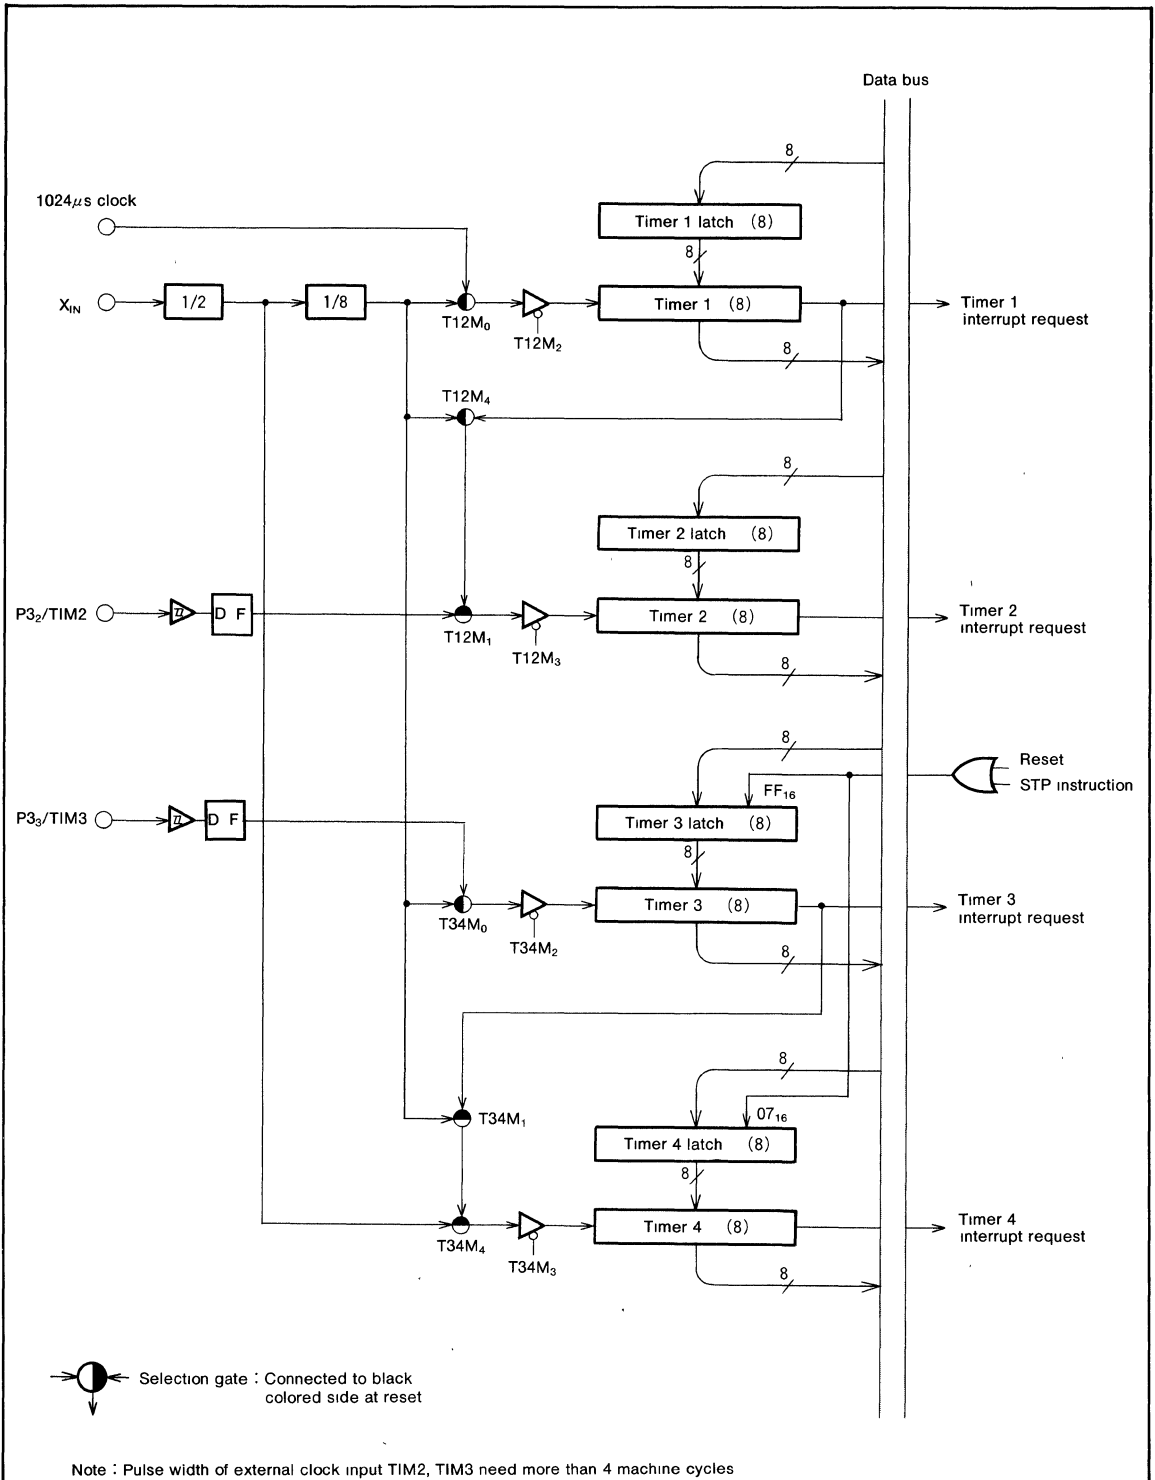 Data bus
8
1024μs clock
Timer 1 latch (8)
8
X_IN
1/2
1/8
Timer 1 (8)
Timer 1
interrupt request
T12M₀
T12M₂
8
T12M₄
8
Timer 2 latch (8)
8
P3₂/TIM2
D F
Timer 2 (8)
Timer 2
interrupt request
T12M₁
T12M₃
8
8
Reset
STP instruction
FF₁₆
P3₃/TIM3
D F
Timer 3 latch (8)
8
Timer 3 (8)
Timer 3
interrupt request
T34M₀
T34M₂
8
8
T34M₁
07₁₆
Timer 4 latch (8)
8
Timer 4 (8)
Timer 4
interrupt request
T34M₄
T34M₃
8
Selection gate : Connected to black
colored side at reset
Note : Pulse width of external clock input TIM2, TIM3 need more than 4 machine cycles